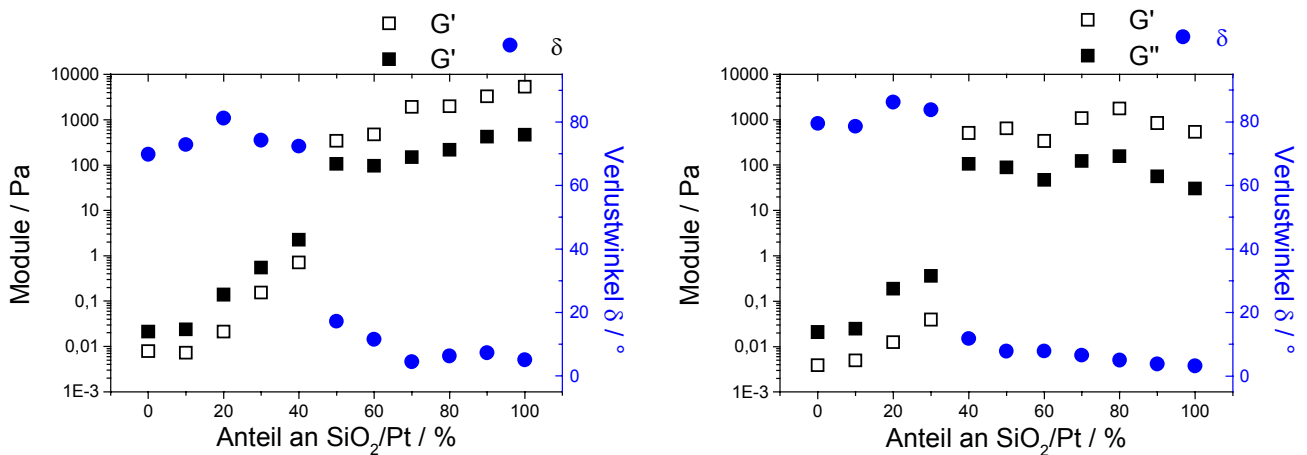 G'
G'
δ
10000
1000
100
10
1
0,1
0,01
1E-3
Module / Pa
80
60
40
20
0
Verlustwinkel δ / °
0 20 40 60 80 100
Anteil an SiO₂/Pt / %
G'
G''
δ
10000
1000
100
10
1
0,1
0,01
1E-3
Module / Pa
80
60
40
20
0
Verlustwinkel δ / °
0 20 40 60 80 100
Anteil an SiO₂/Pt / %